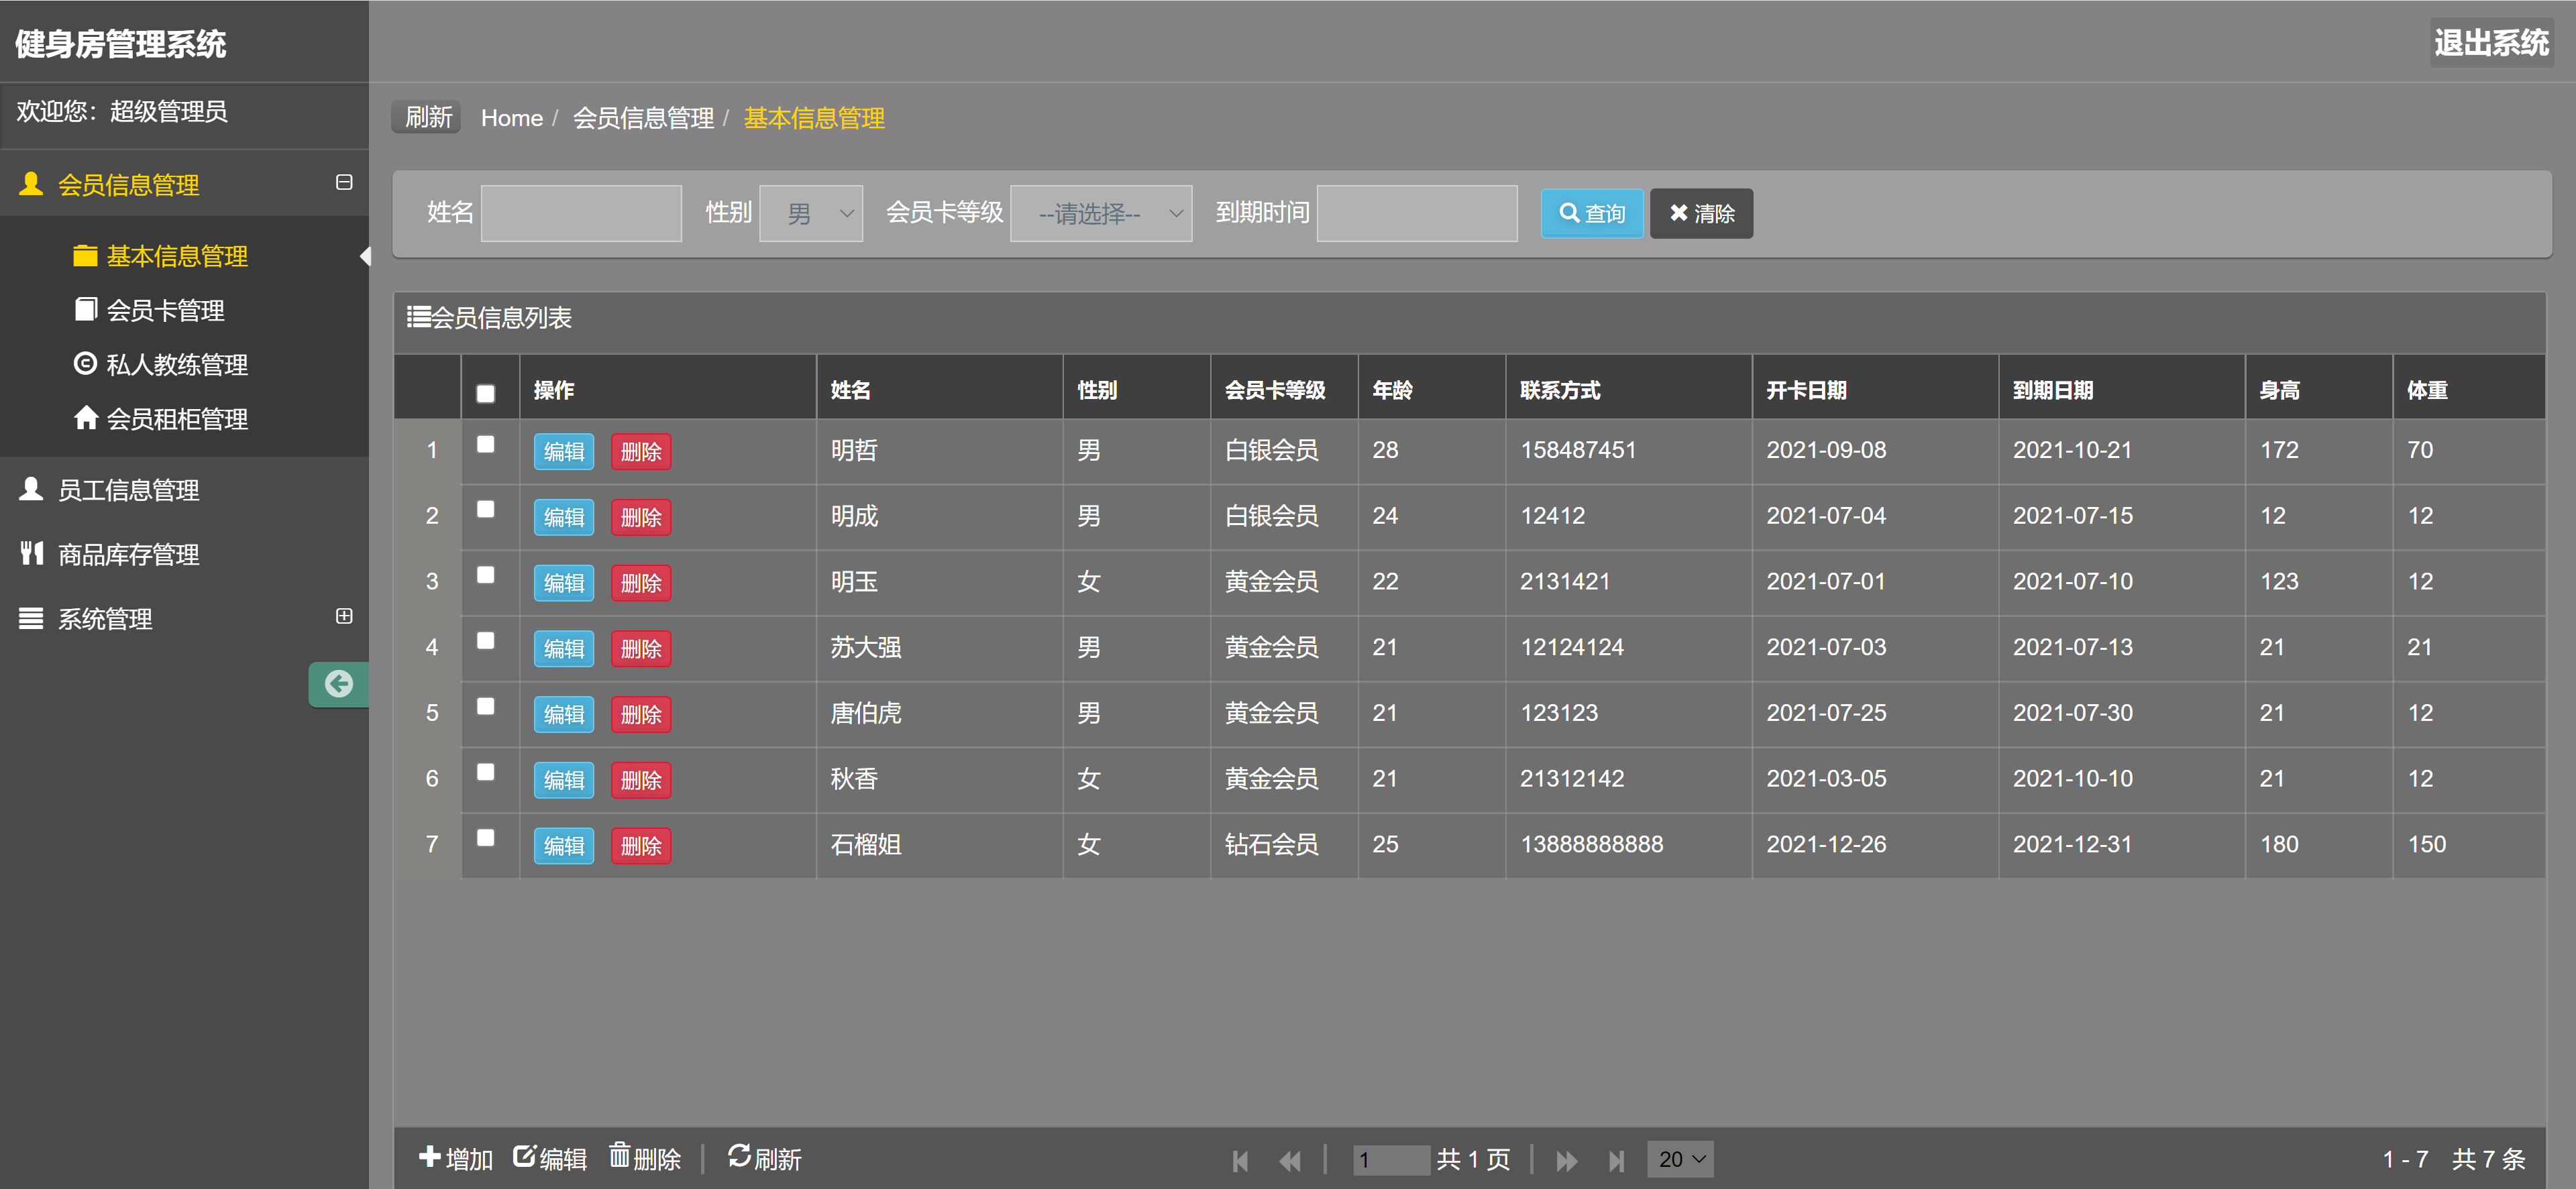 健身房管理系统
退出系统
欢迎您：超级管理员
刷新 Home / 会员信息管理 / 基本信息管理
会员信息管理
基本信息管理
会员卡管理
私人教练管理
会员租柜管理
员工信息管理
商品库存管理
系统管理
姓名 性别 男 会员卡等级 --请选择-- 到期时间 查询 清除
会员信息列表
操作 姓名 性别 会员卡等级 年龄 联系方式 开卡日期 到期日期 身高 体重
1 编辑 删除 明哲 男 白银会员 28 158487451 2021-09-08 2021-10-21 172 70
2 编辑 删除 明成 男 白银会员 24 12412 2021-07-04 2021-07-15 12 12
3 编辑 删除 明玉 女 黄金会员 22 2131421 2021-07-01 2021-07-10 123 12
4 编辑 删除 苏大强 男 黄金会员 21 12124124 2021-07-03 2021-07-13 21 21
5 编辑 删除 唐伯虎 男 黄金会员 21 123123 2021-07-25 2021-07-30 21 12
6 编辑 删除 秋香 女 黄金会员 21 21312142 2021-03-05 2021-10-10 21 12
7 编辑 删除 石榴姐 女 钻石会员 25 13888888888 2021-12-26 2021-12-31 180 150
增加 编辑 删除 刷新 1 共 1 页 20 1 - 7 共 7 条